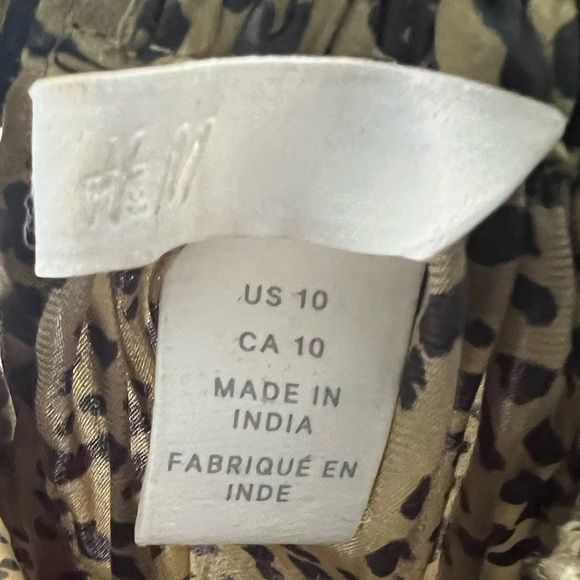 H&M
US 10
CA 10
MADE IN
INDIA
FABRIQUÉ EN
INDE